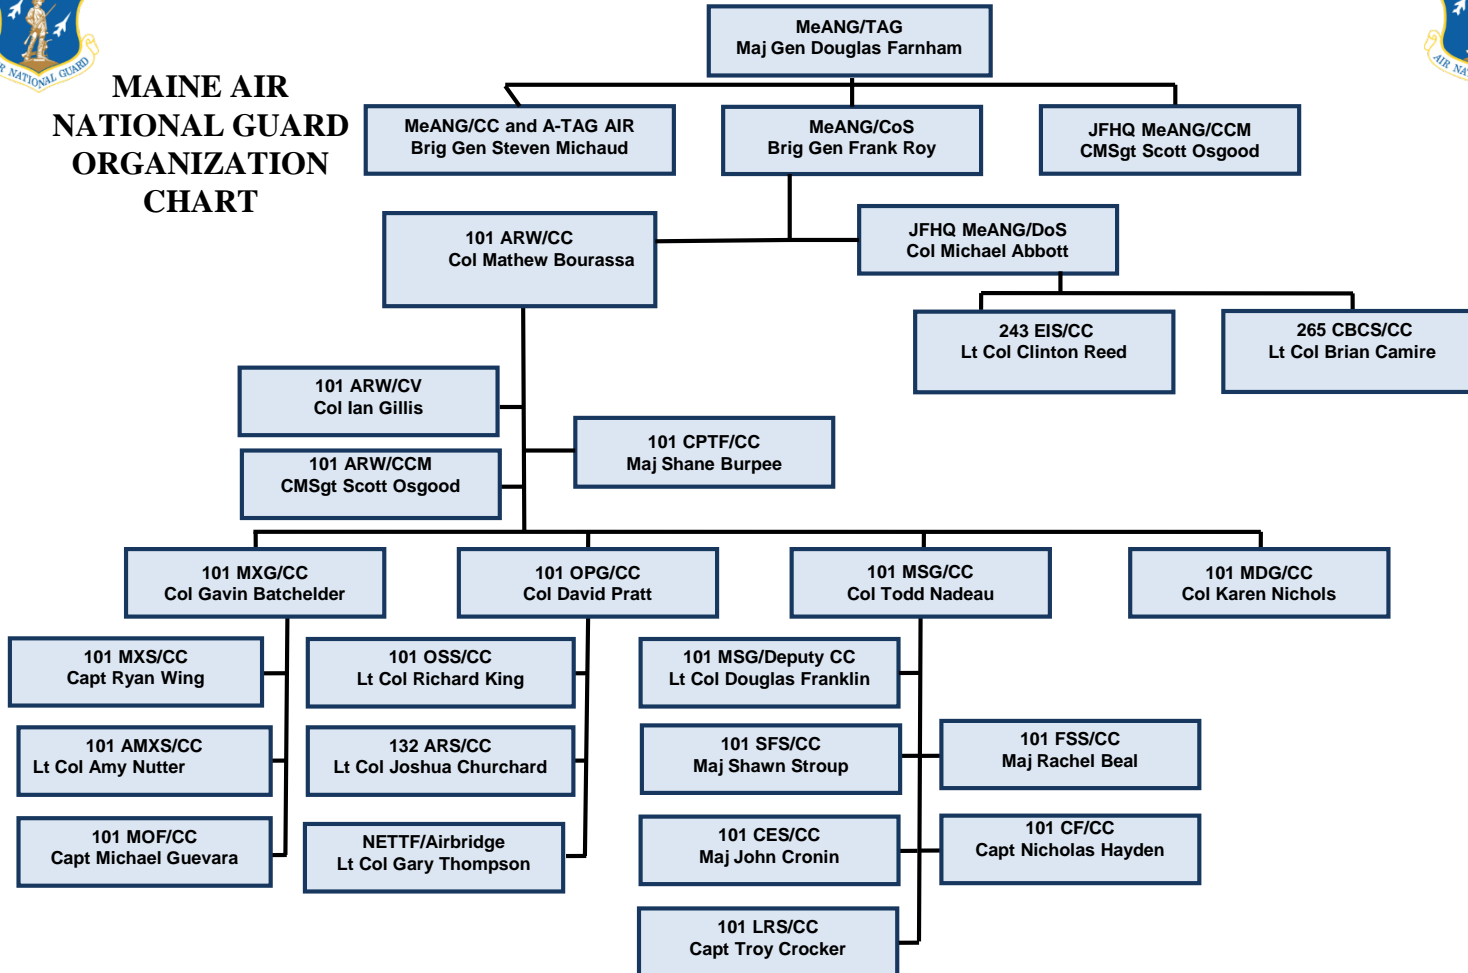 MeANG/TAG
Maj Gen Douglas Farnham
AIR NATIONAL GUARD
MAINE AIR
NATIONAL GUARD
ORGANIZATION
CHART
MeANG/CC and A-TAG AIR
Brig Gen Steven Michaud
MeANG/CoS
Brig Gen Frank Roy
JFHQ MeANG/CCM
CMSgt Scott Osgood
101 ARW/CC
Col Mathew Bourassa
JFHQ MeANG/DoS
Col Michael Abbott
243 EIS/CC
Lt Col Clinton Reed
265 CBCS/CC
Lt Col Brian Camire
101 ARW/CV
Col Ian Gillis
101 CPTF/CC
Maj Shane Burpee
101 ARW/CCM
CMSgt Scott Osgood
101 MXG/CC
Col Gavin Batchelder
101 OPG/CC
Col David Pratt
101 MSG/CC
Col Todd Nadeau
101 MDG/CC
Col Karen Nichols
101 MXS/CC
Capt Ryan Wing
101 OSS/CC
Lt Col Richard King
101 MSG/Deputy CC
Lt Col Douglas Franklin
101 AMXS/CC
Lt Col Amy Nutter
132 ARS/CC
Lt Col Joshua Churchard
101 SFS/CC
Maj Shawn Stroup
101 FSS/CC
Maj Rachel Beal
101 MOF/CC
Capt Michael Guevara
NETTF/Airbridge
Lt Col Gary Thompson
101 CES/CC
Maj John Cronin
101 CF/CC
Capt Nicholas Hayden
101 LRS/CC
Capt Troy Crocker